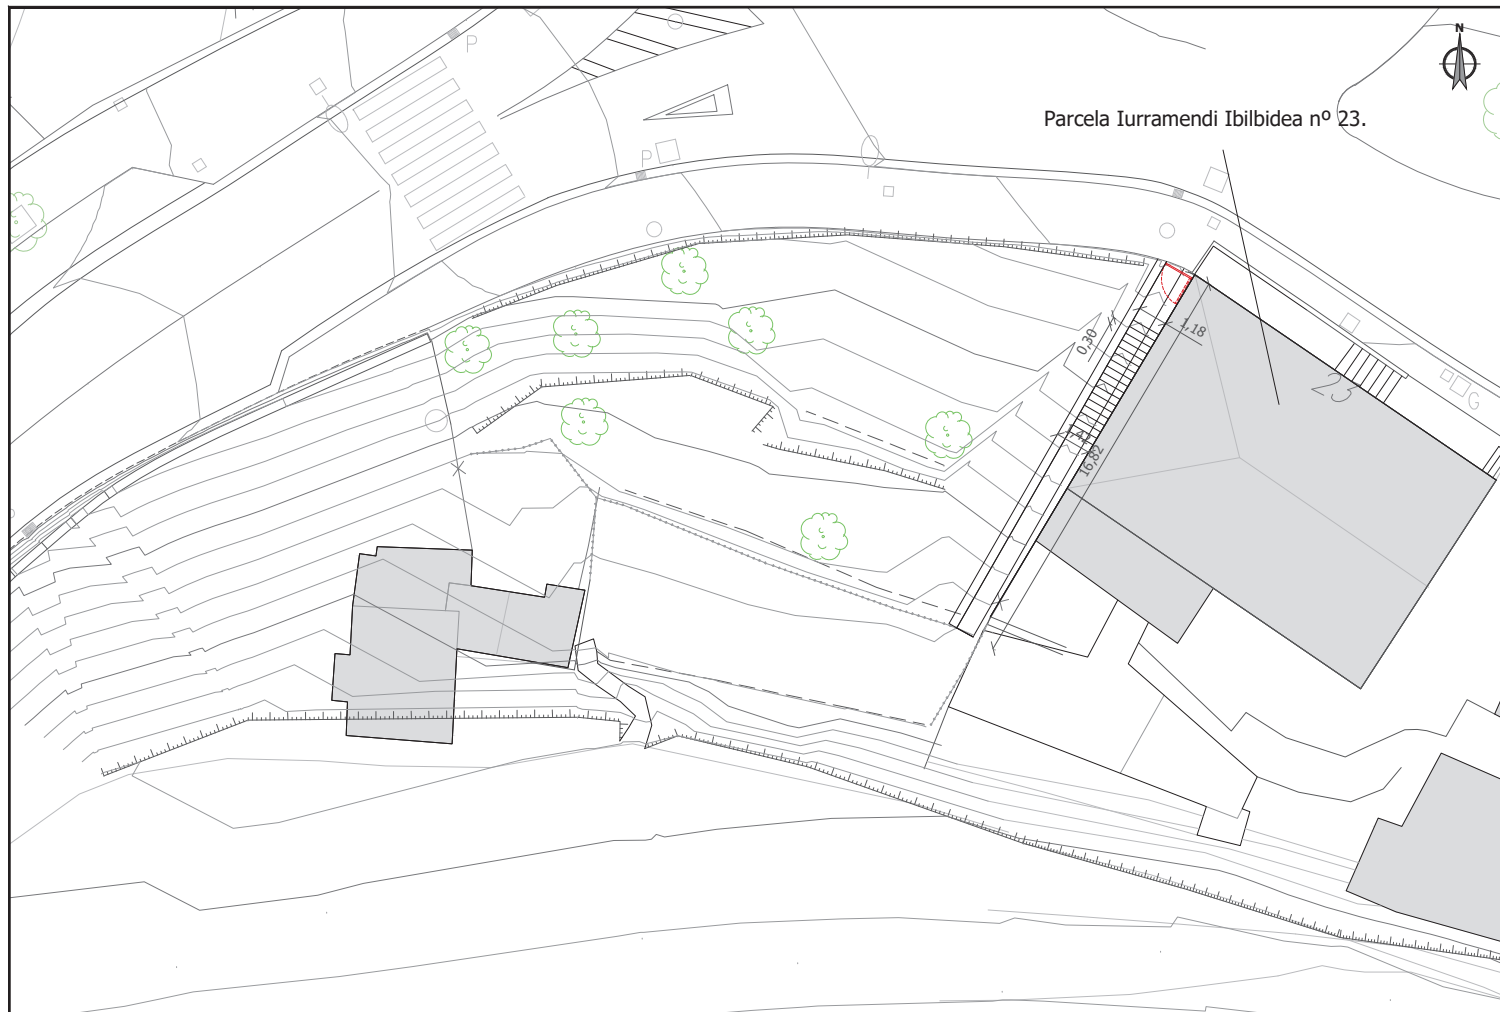 N
P
Parcela Iurramendi Ibilbidea nº 23.
P
1,18
0,30
23
G
16,82